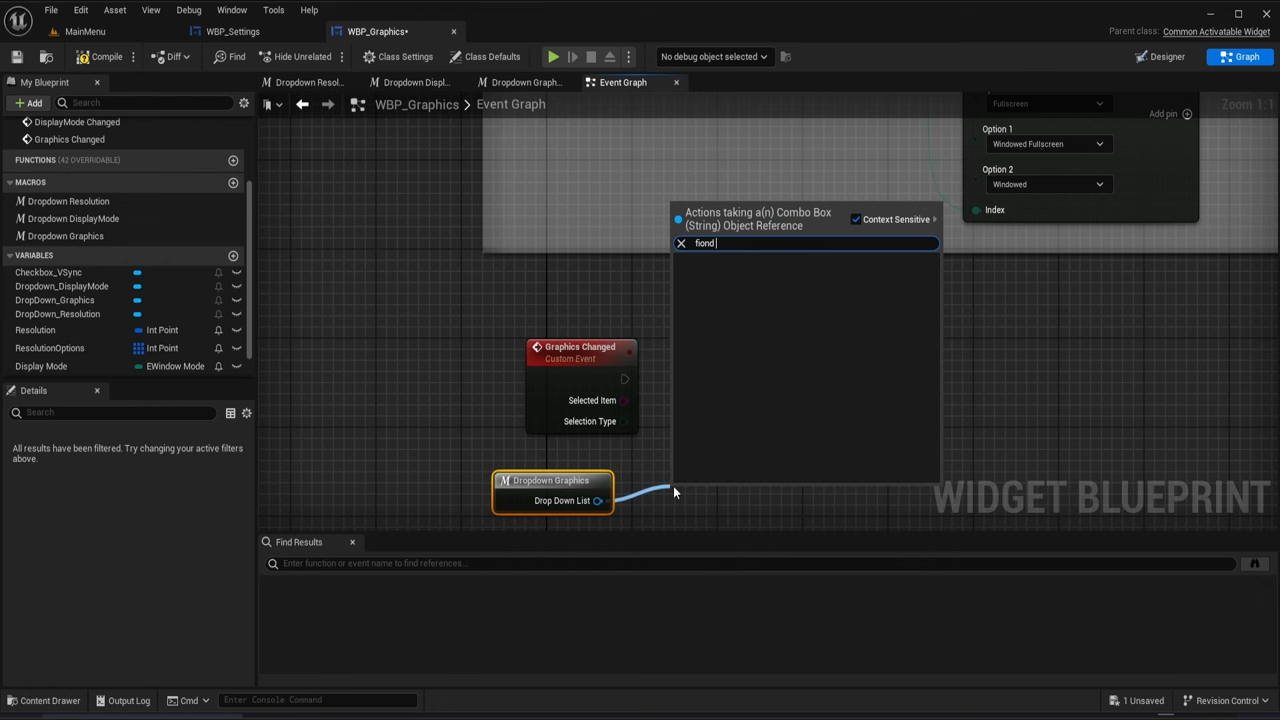 File Edit Asset View Debug Window Tools Help
MainMenu WBP_Settings WBP_Graphics•
Parent class: Common Activatable Widget
Compile Diff Find Hide Unrelated Class Settings Class Defaults No debug object selected Designer Graph
My Blueprint Dropdown Resol... Dropdown Displ... Dropdown Graph... Event Graph
Add Search WBP_Graphics > Event Graph Zoom 1:1
DisplayMode Changed
Graphics Changed
FUNCTIONS (42 OVERRIDABLE)
MACROS
Dropdown Resolution
Dropdown DisplayMode
Dropdown Graphics
VARIABLES
Checkbox_VSync
Dropdown_DisplayMode
DropDown_Graphics
DropDown_Resolution
Resolution Int Point
ResolutionOptions Int Point
Display Mode EWindow Mode
Details
Search
All results have been filtered. Try changing your active filters
above.
Fullscreen
Add pin
Option 1
Windowed Fullscreen
Option 2
Windowed
Index
Actions taking a(n) Combo Box
(String) Object Reference
Context Sensitive
fiond
Graphics Changed
Custom Event
Selected Item
Selection Type
Dropdown Graphics
Drop Down List
WIDGET BLUEPRINT
Find Results
Enter function or event name to find references...
Content Drawer Output Log Cmd Enter Console Command 1 Unsaved Revision Control